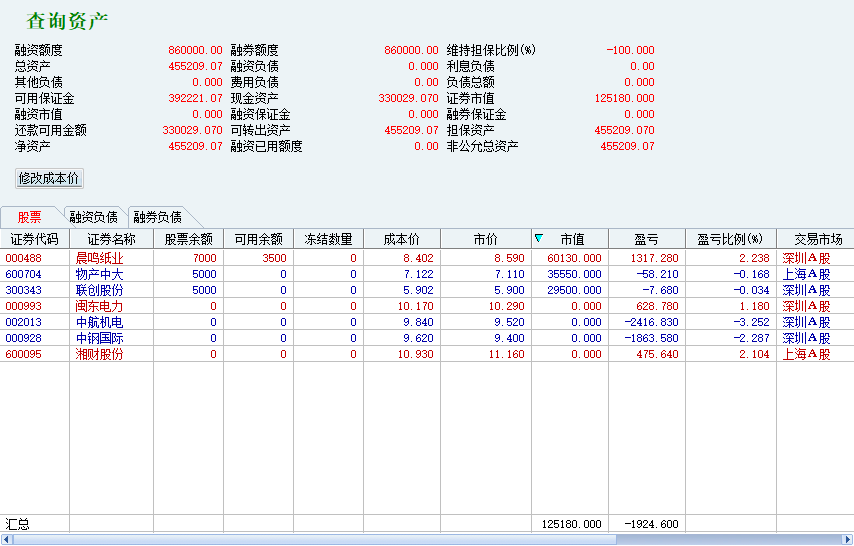 查询资产
融资额度 860000.00 融券额度 860000.00 维持担保比例(%) -100.000
总资产 455209.07 融资负债 0.000 利息负债 0.00
其他负债 0.000 费用负债 0.00 负债总额 0.000
可用保证金 392221.07 现金资产 330029.070 证券市值 125180.000
融资市值 0.000 融资保证金 0.000 融券保证金 0.000
还款可用金额 330029.070 可转出资产 455209.07 担保资产 455209.070
净资产 455209.07 融资已用额度 0.00 非公允总资产 455209.07
修改成本价
股票 融资负债 融券负债
证券代码 证券名称 股票余额 可用余额 冻结数量 成本价 市价 市值 盈亏 盈亏比例(%) 交易市场
000488 晨鸣纸业 7000 3500 0 8.402 8.590 60130.000 1317.280 2.238 深圳A股
600704 物产中大 5000 0 0 7.122 7.110 35550.000 -58.210 -0.168 上海A股
300343 联创股份 5000 0 0 5.902 5.900 29500.000 -7.680 -0.034 深圳A股
000993 闽东电力 0 0 0 10.170 10.290 0.000 628.780 1.180 深圳A股
002013 中航机电 0 0 0 9.840 9.520 0.000 -2416.830 -3.252 深圳A股
000928 中钢国际 0 0 0 9.620 9.400 0.000 -1863.580 -2.287 深圳A股
600095 湘财股份 0 0 0 10.930 11.160 0.000 475.640 2.104 上海A股
汇总 125180.000 -1924.600